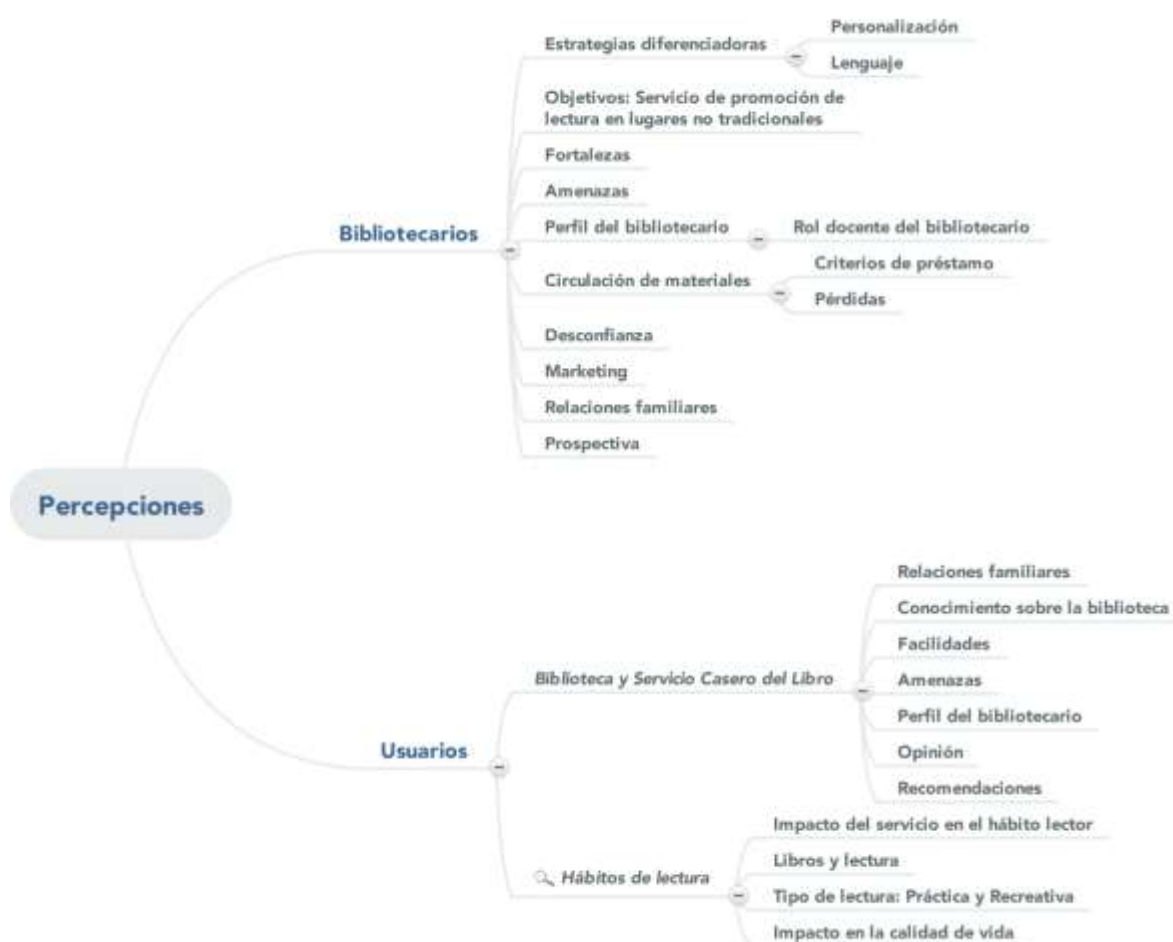 Percepciones
Bibliotecarios
Estrategias diferenciadoras
Personalización
Lenguaje
Objetivos: Servicio de promoción de
lectura en lugares no tradicionales
Fortalezas
Amenazas
Perfil del bibliotecario
Rol docente del bibliotecario
Circulación de materiales
Criterios de préstamo
Pérdidas
Desconfianza
Marketing
Relaciones familiares
Prospectiva
Usuarios
Biblioteca y Servicio Casero del Libro
Relaciones familiares
Conocimiento sobre la biblioteca
Facilidades
Amenazas
Perfil del bibliotecario
Opinión
Recomendaciones
Hábitos de lectura
Impacto del servicio en el hábito lector
Libros y lectura
Tipo de lectura: Práctica y Recreativa
Impacto en la calidad de vida